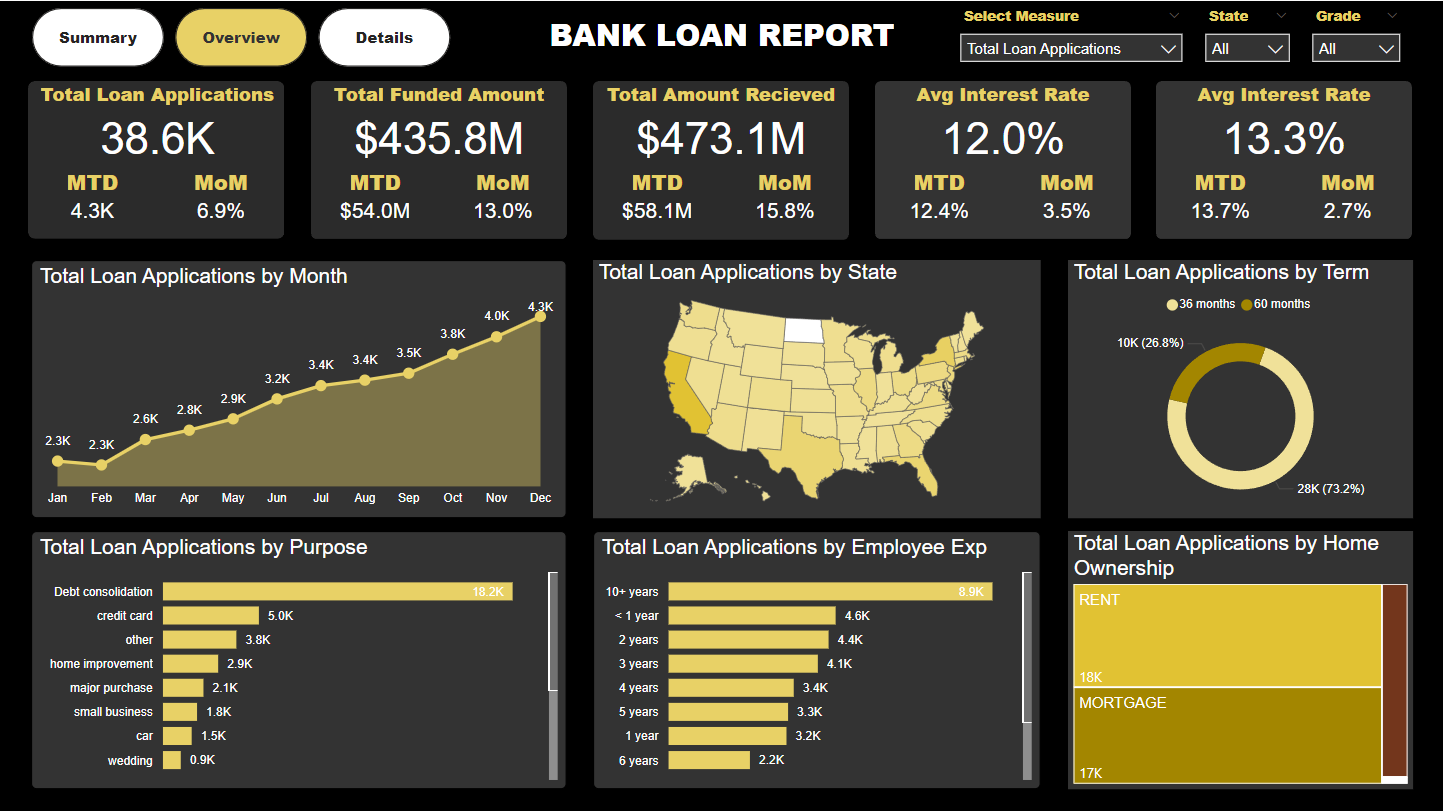 Summary
Overview
Details
BANK LOAN REPORT
Select Measure
State
Grade
Total Loan Applications
All
All
Total Loan Applications
38.6K
MTD MoM
4.3K 6.9%
Total Funded Amount
$435.8M
MTD MoM
$54.0M 13.0%
Total Amount Recieved
$473.1M
MTD MoM
$58.1M 15.8%
Avg Interest Rate
12.0%
MTD MoM
12.4% 3.5%
Avg Interest Rate
13.3%
MTD MoM
13.7% 2.7%
Total Loan Applications by Month
2.3K 2.3K 2.6K 2.8K 2.9K 3.2K 3.4K 3.4K 3.5K 3.8K 4.0K 4.3K
Jan Feb Mar Apr May Jun Jul Aug Sep Oct Nov Dec
Total Loan Applications by State
Total Loan Applications by Term
36 months 60 months
10K (26.8%)
28K (73.2%)
Total Loan Applications by Purpose
Debt consolidation 18.2K
credit card 5.0K
other 3.8K
home improvement 2.9K
major purchase 2.1K
small business 1.8K
car 1.5K
wedding 0.9K
Total Loan Applications by Employee Exp
10+ years 8.9K
< 1 year 4.6K
2 years 4.4K
3 years 4.1K
4 years 3.4K
5 years 3.3K
1 year 3.2K
6 years 2.2K
Total Loan Applications by Home
Ownership
RENT
18K
MORTGAGE
17K